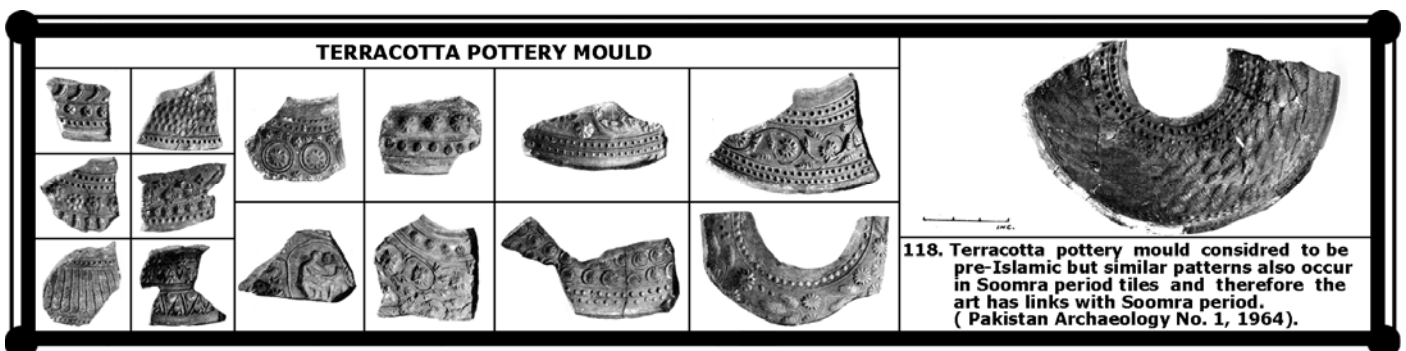 TERRACOTTA POTTERY MOULD
INC.
118. Terracotta pottery mould considred to be
pre-Islamic but similar patterns also occur
in Soomra period tiles and therefore the
art has links with Soomra period.
( Pakistan Archaeology No. 1, 1964).